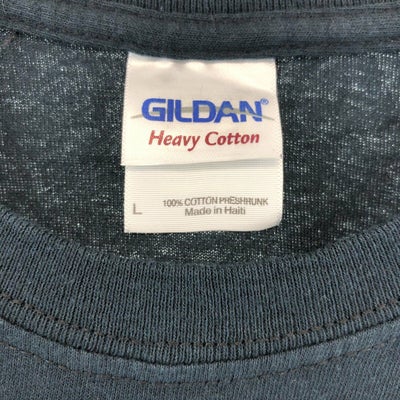 GILDAN®
Heavy Cotton
L
100% COTTON PRESHRUNK
Made in Haiti